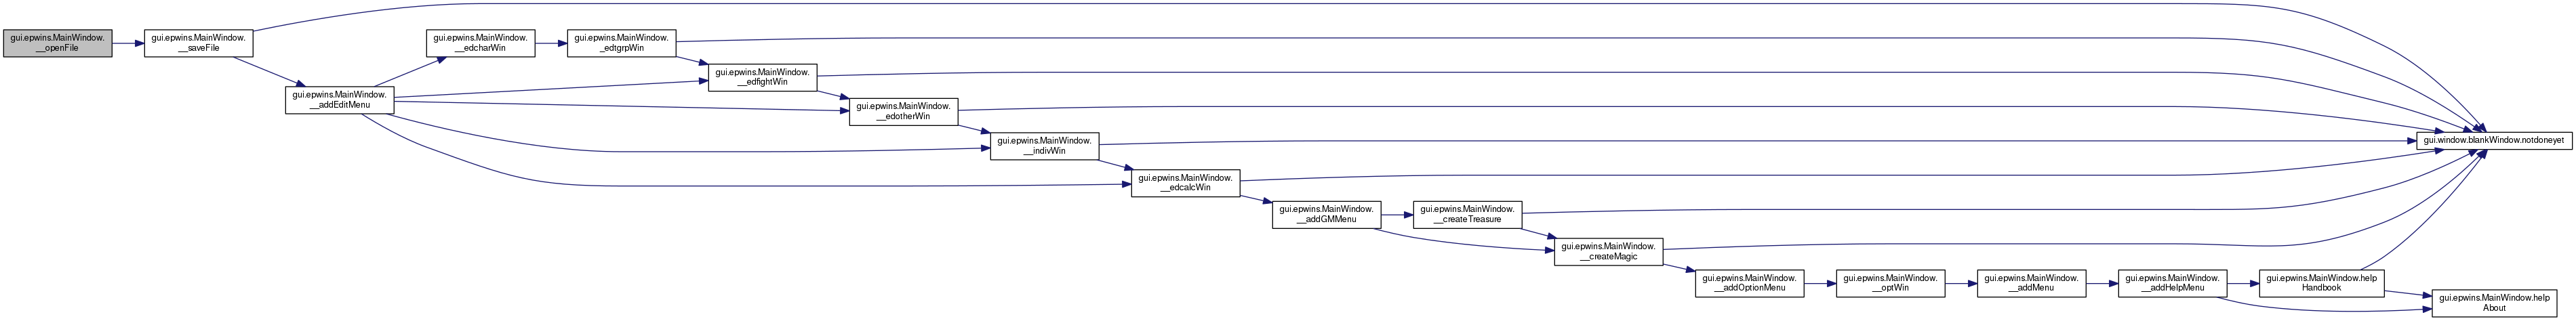 gui.epwins.MainWindow.
__openFile
gui.epwins.MainWindow.
__saveFile
gui.epwins.MainWindow.
__addEditMenu
gui.epwins.MainWindow.
__edcharWin
gui.epwins.MainWindow.
_edtgrpWin
gui.epwins.MainWindow.
__edfightWin
gui.epwins.MainWindow.
__edotherWin
gui.epwins.MainWindow.
__indivWin
gui.epwins.MainWindow.
__edcalcWin
gui.epwins.MainWindow.
__addGMMenu
gui.epwins.MainWindow.
__createTreasure
gui.epwins.MainWindow.
__createMagic
gui.epwins.MainWindow.
__addOptionMenu
gui.epwins.MainWindow.
__optWin
gui.epwins.MainWindow.
__addMenu
gui.epwins.MainWindow.
__addHelpMenu
gui.epwins.MainWindow.help
Handbook
gui.epwins.MainWindow.help
About
gui.window.blankWindow.notdoneyet